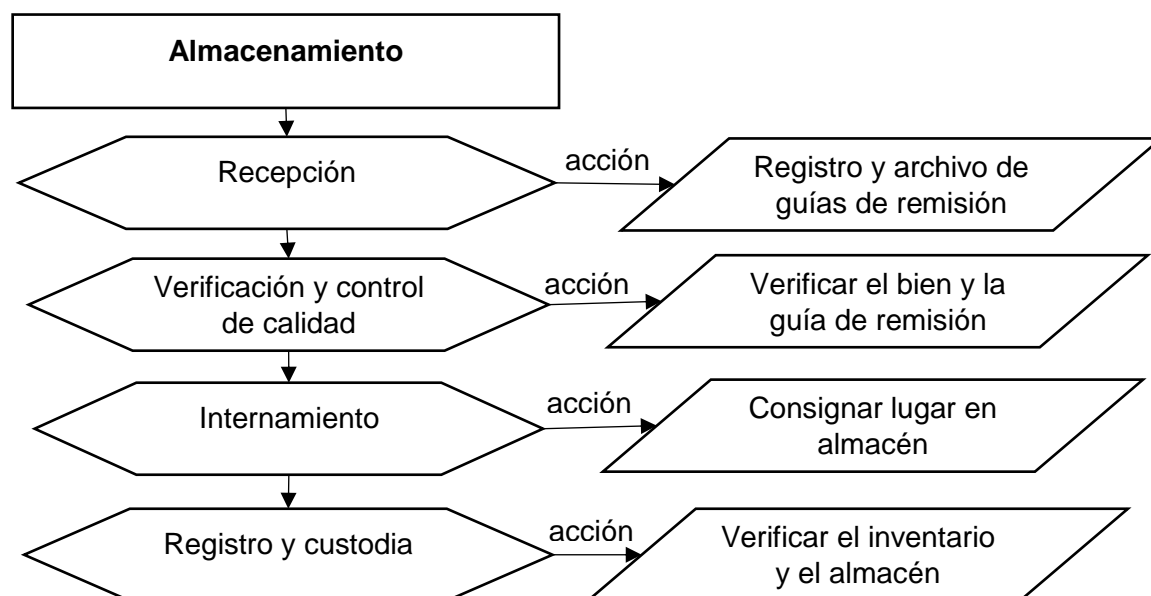 Almacenamiento
Recepción
acción
Registro y archivo de
guías de remisión
Verificación y control
de calidad
acción
Verificar el bien y la
guía de remisión
Internamiento
acción
Consignar lugar en
almacén
Registro y custodia
acción
Verificar el inventario
y el almacén